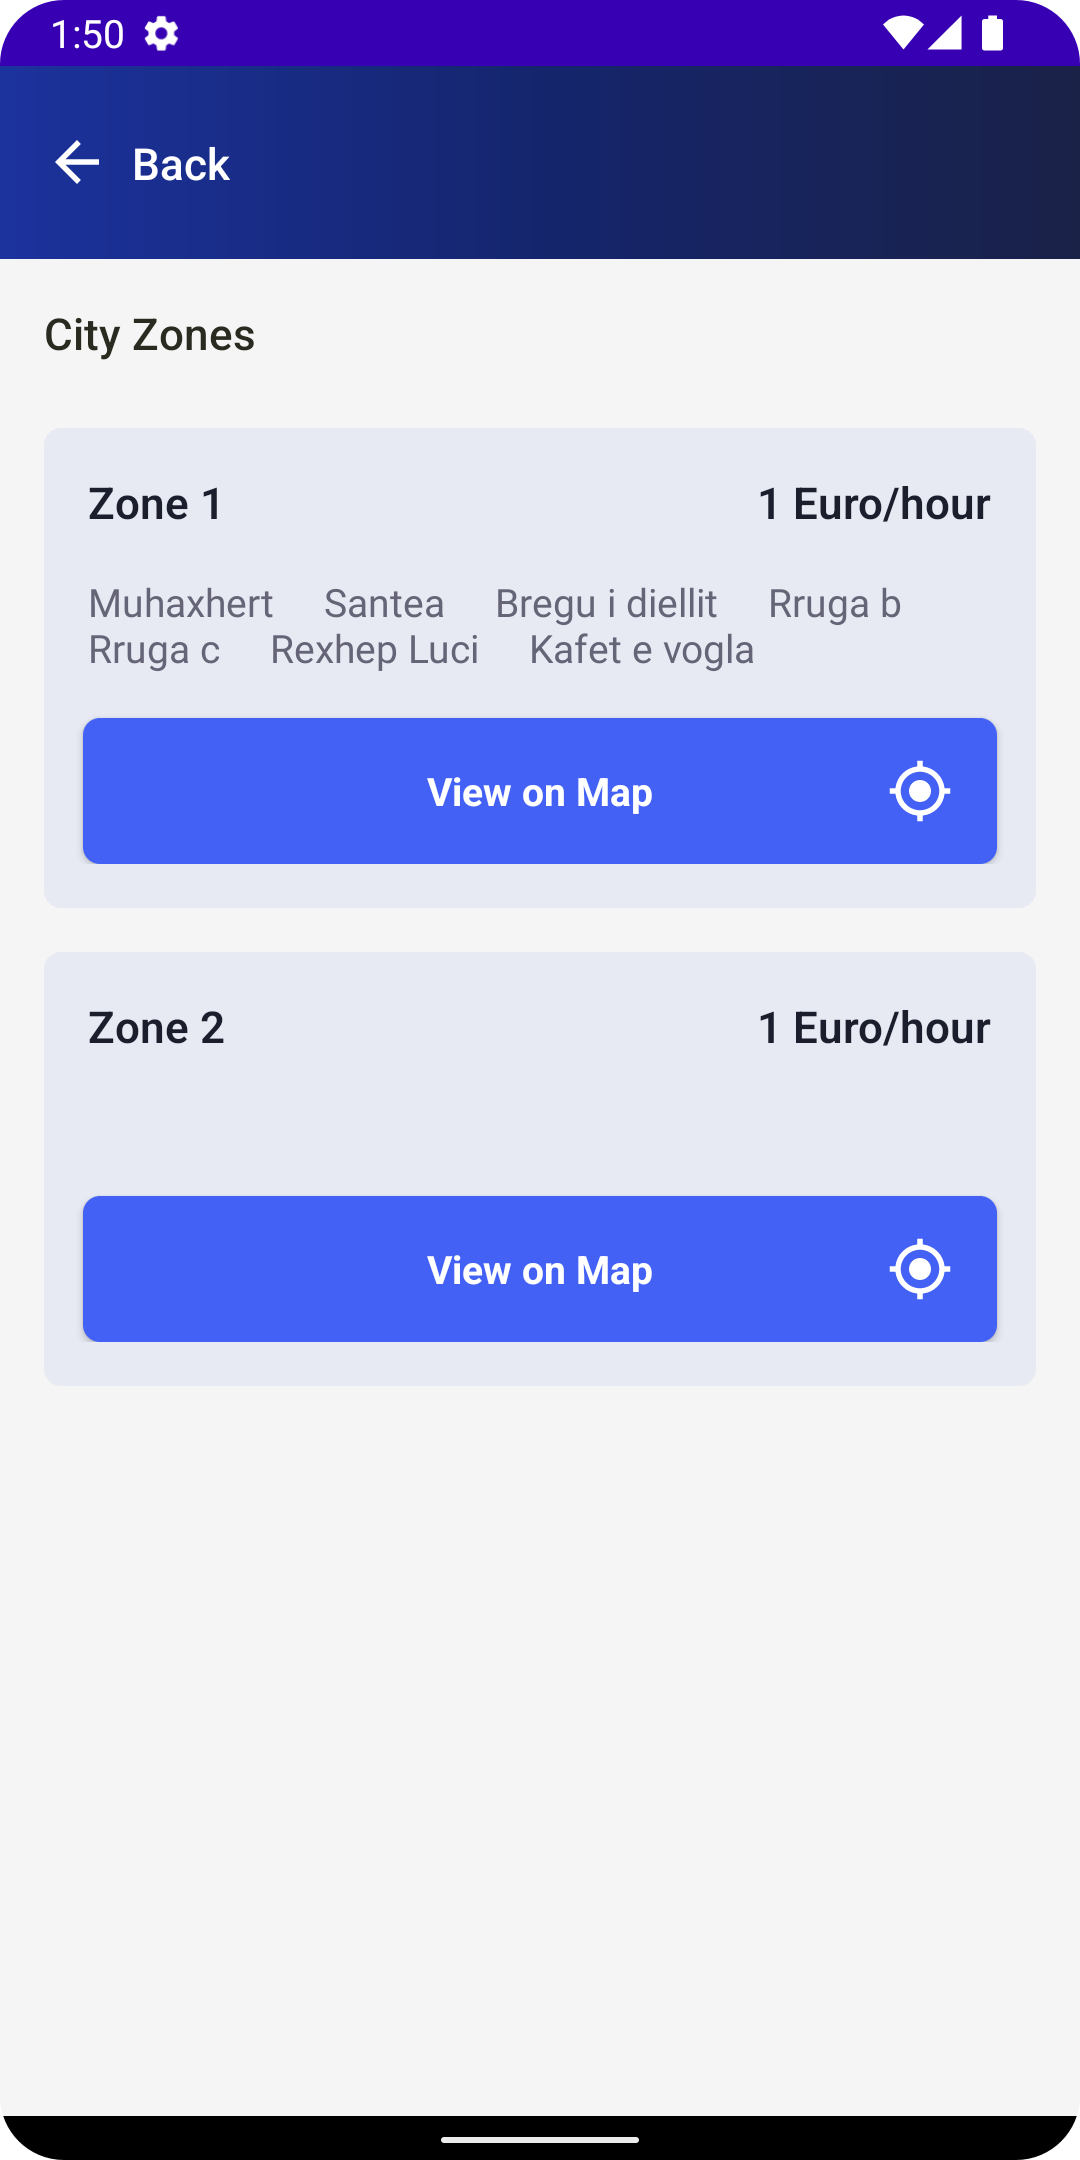 1:50
Back
City Zones
Zone 1 1 Euro/hour
Muhaxhert Santea Bregu i diellit Rruga b
Rruga c Rexhep Luci Kafet e vogla
View on Map
Zone 2 1 Euro/hour
View on Map